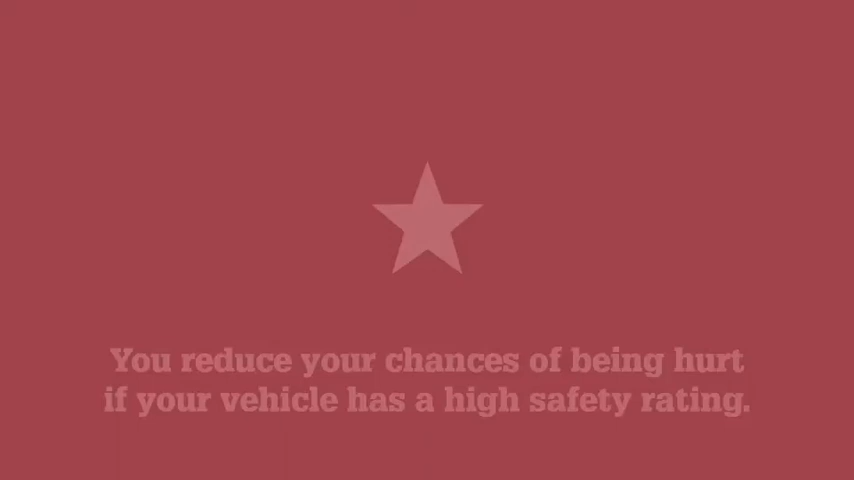 You reduce your chances of being hurt
if your vehicle has a high safety rating.